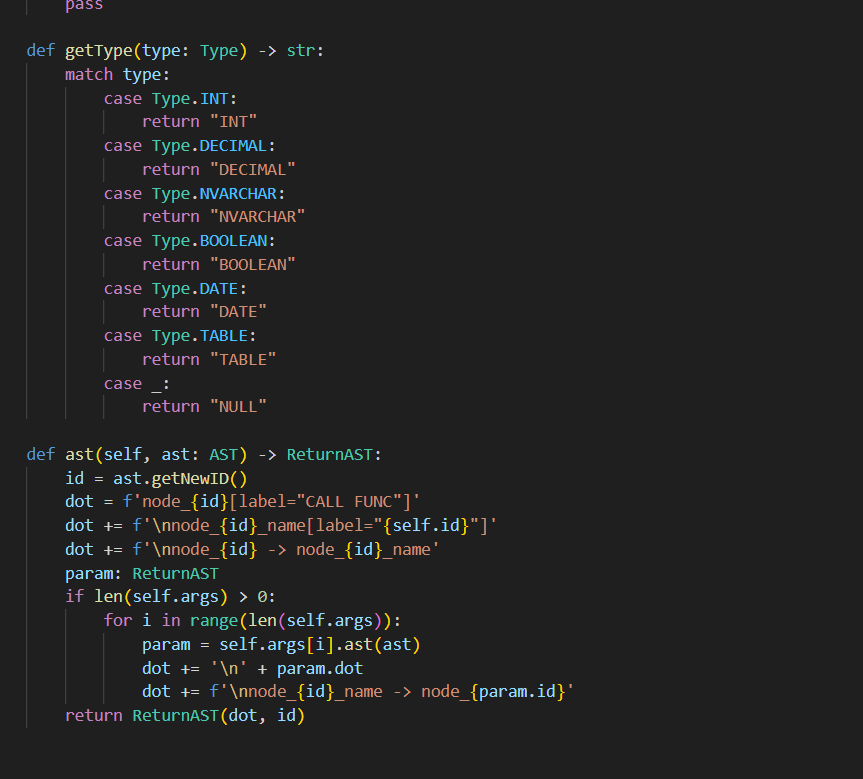 pass
def getType(type: Type) -> str:
match type:
case Type.INT:
return "INT"
case Type.DECIMAL:
return "DECIMAL"
case Type.NVARCHAR:
return "NVARCHAR"
case Type.BOOLEAN:
return "BOOLEAN"
case Type.DATE:
return "DATE"
case Type.TABLE:
return "TABLE"
case _:
return "NULL"
def ast(self, ast: AST) -> ReturnAST:
id = ast.getNewID()
dot = f'node_{id}[label="CALL FUNC"]'
dot += f'\nnode_{id}_name[label="{self.id}"]'
dot += f'\nnode_{id} -> node_{id}_name'
param: ReturnAST
if len(self.args) > 0:
for i in range(len(self.args)):
param = self.args[i].ast(ast)
dot += '\n' + param.dot
dot += f'\nnode_{id}_name -> node_{param.id}'
return ReturnAST(dot, id)